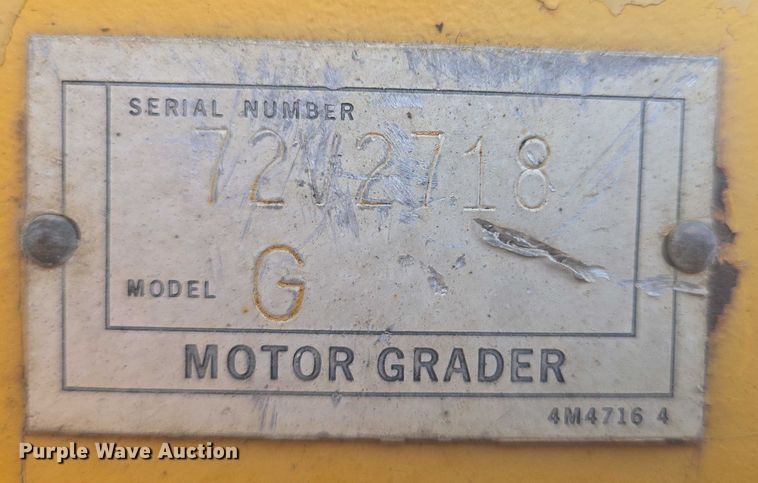 SERIAL NUMBER
72V2718
MODEL G
MOTOR GRADER
4M4716 4
Purple Wave Auction